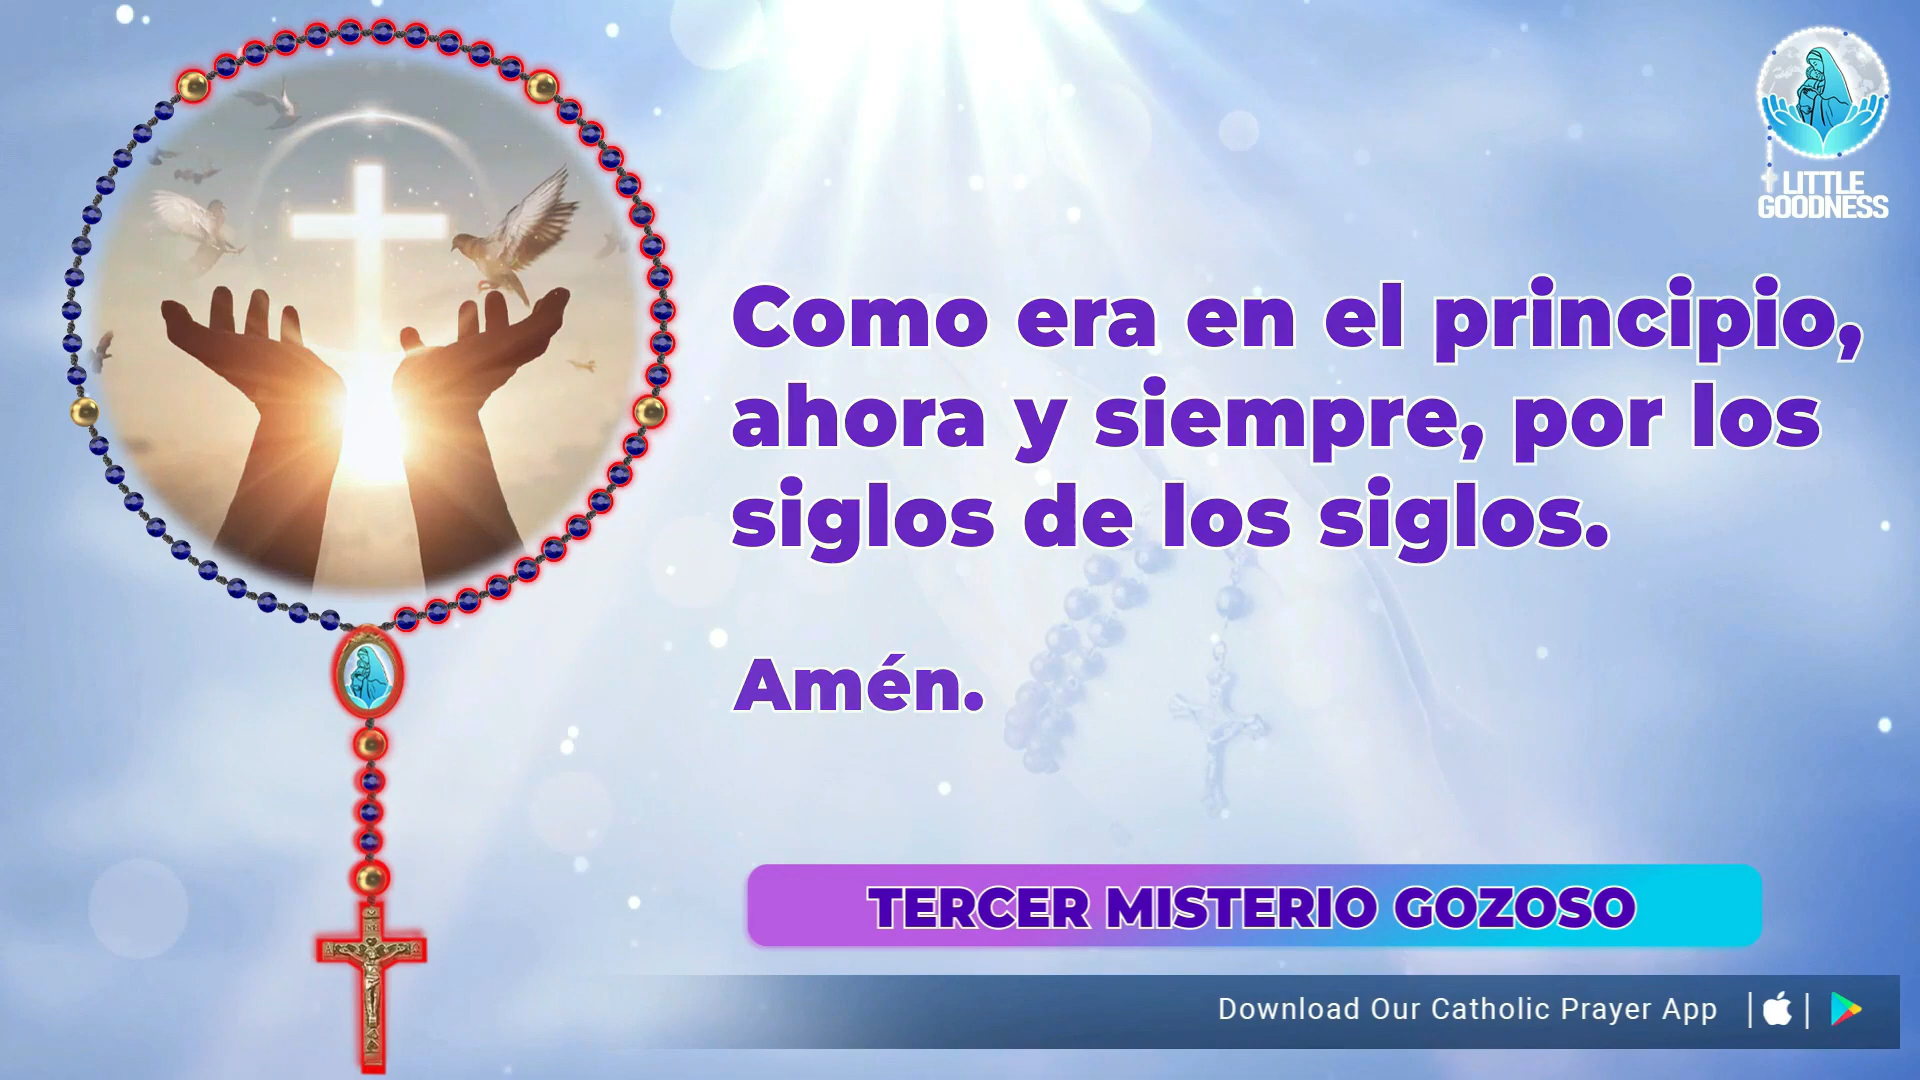 LITTLE
GOODNESS
Como era en el principio,
ahora y siempre, por los
siglos de los siglos.
Amén.
TERCER MISTERIO GOZOSO
Download Our Catholic Prayer App